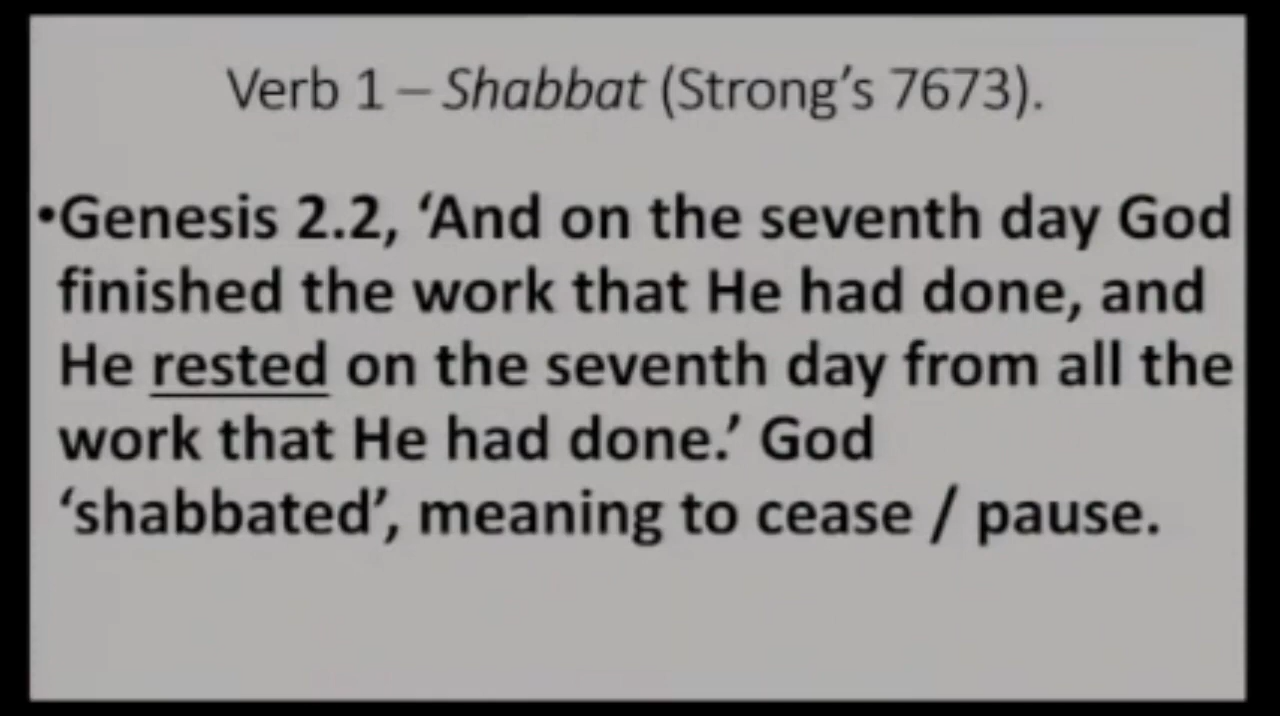 Verb 1 – Shabbat (Strong’s 7673).
•Genesis 2.2, ‘And on the seventh day God
finished the work that He had done, and
He rested on the seventh day from all the
work that He had done.’ God
‘shabbated’, meaning to cease / pause.